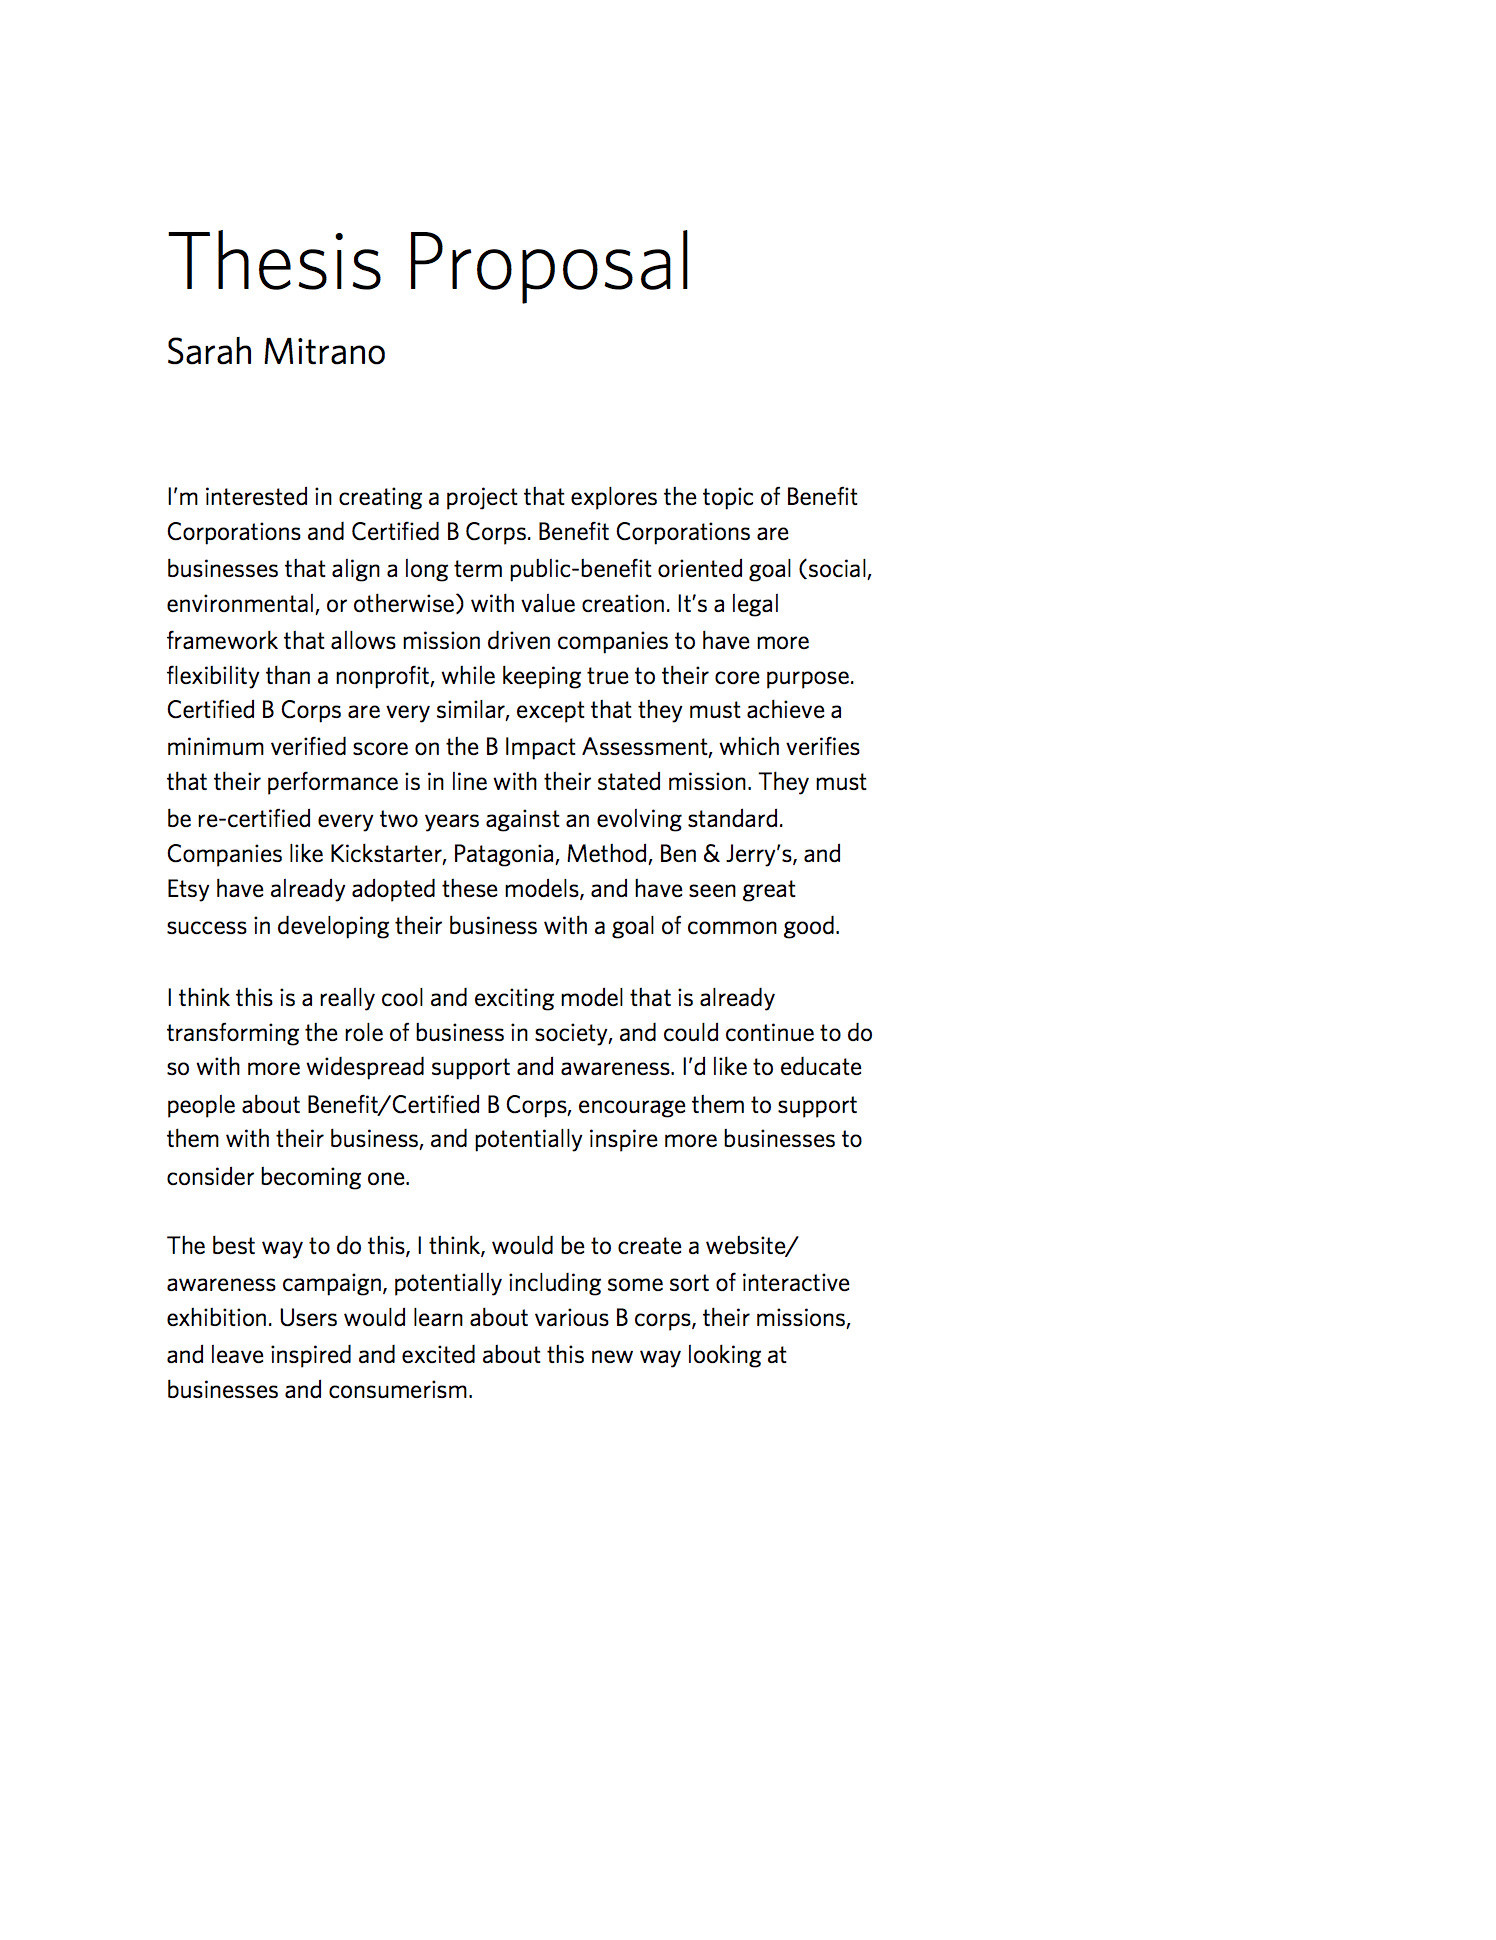 Thesis Proposal
Sarah Mitrano
I’m interested in creating a project that explores the topic of Benefit
Corporations and Certified B Corps. Benefit Corporations are
businesses that align a long term public-benefit oriented goal (social,
environmental, or otherwise) with value creation. It’s a legal
framework that allows mission driven companies to have more
flexibility than a nonprofit, while keeping true to their core purpose.
Certified B Corps are very similar, except that they must achieve a
minimum verified score on the B Impact Assessment, which verifies
that their performance is in line with their stated mission. They must
be re-certified every two years against an evolving standard.
Companies like Kickstarter, Patagonia, Method, Ben & Jerry’s, and
Etsy have already adopted these models, and have seen great
success in developing their business with a goal of common good.
I think this is a really cool and exciting model that is already
transforming the role of business in society, and could continue to do
so with more widespread support and awareness. I’d like to educate
people about Benefit/Certified B Corps, encourage them to support
them with their business, and potentially inspire more businesses to
consider becoming one.
The best way to do this, I think, would be to create a website/
awareness campaign, potentially including some sort of interactive
exhibition. Users would learn about various B corps, their missions,
and leave inspired and excited about this new way looking at
businesses and consumerism.